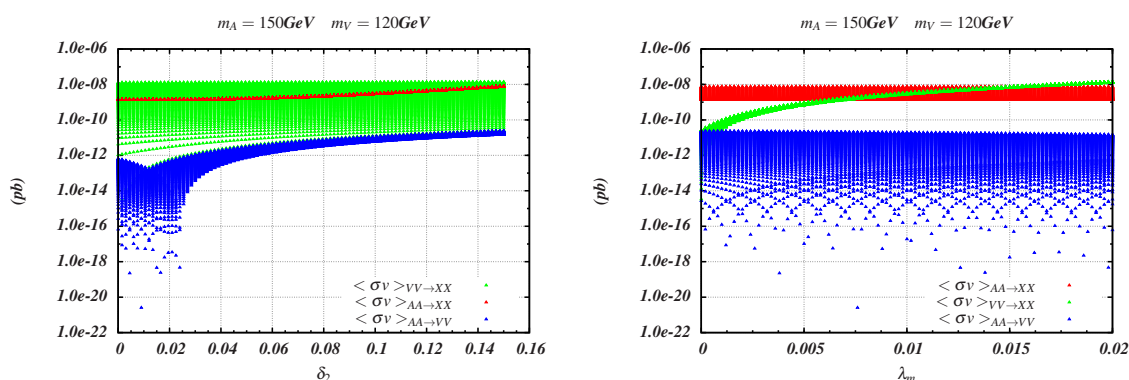 m_A = 150GeV m_V = 120GeV
(pb)
1.0e-06
1.0e-08
1.0e-10
1.0e-12
1.0e-14
1.0e-16
1.0e-18
1.0e-20
1.0e-22
< σv >VV→XX
< σv >AA→XX
< σv >AA→VV
0 0.02 0.04 0.06 0.08 0.1 0.12 0.14 0.16
δ2
m_A = 150GeV m_V = 120GeV
(pb)
1.0e-06
1.0e-08
1.0e-10
1.0e-12
1.0e-14
1.0e-16
1.0e-18
1.0e-20
1.0e-22
< σv >AA→XX
< σv >VV→XX
< σv >AA→VV
0 0.005 0.01 0.015 0.02
λm